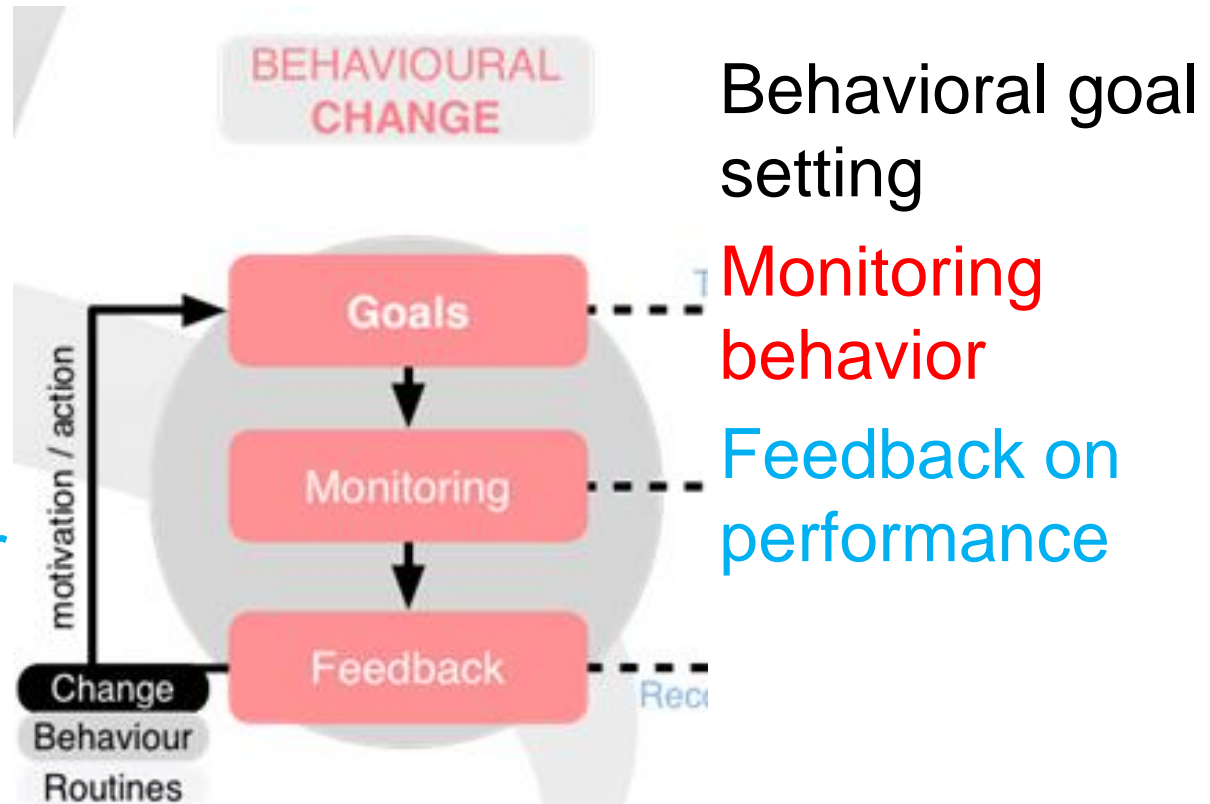 BEHAVIOURAL
CHANGE
Goals
Monitoring
Feedback
motivation / action
Change
Behaviour
Routines
Behavioral goal
setting
Monitoring
behavior
Feedback on
performance